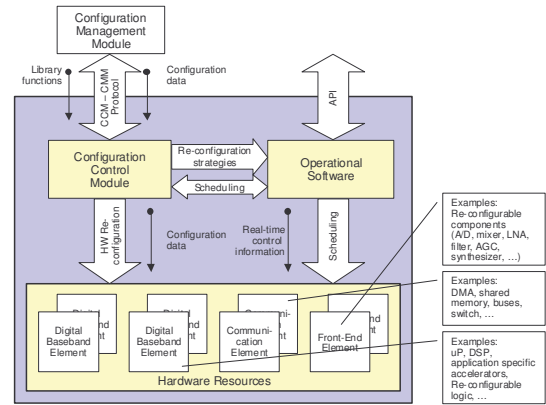 Configuration
Management
Module
Library
functions
Configuration
data
CCM – CMM
Protocol
API
Configuration
Control
Module
Re-configuration
strategies
Scheduling
Operational
Software
HW Re-
configuration
Configuration
data
Real-time
control
information
Scheduling
Examples:
Re-configurable
components
(A/D, mixer, LNA,
filter, AGC,
synthesizer, ...)
Examples:
DMA, shared
memory, buses,
switch, ...
Digital
Baseband
Element
Digital
Baseband
Element
Communi-
cation
Element
Front-End
Element
Hardware Resources
Examples:
uP, DSP,
application specific
accelerators,
Re-configurable
logic, ...